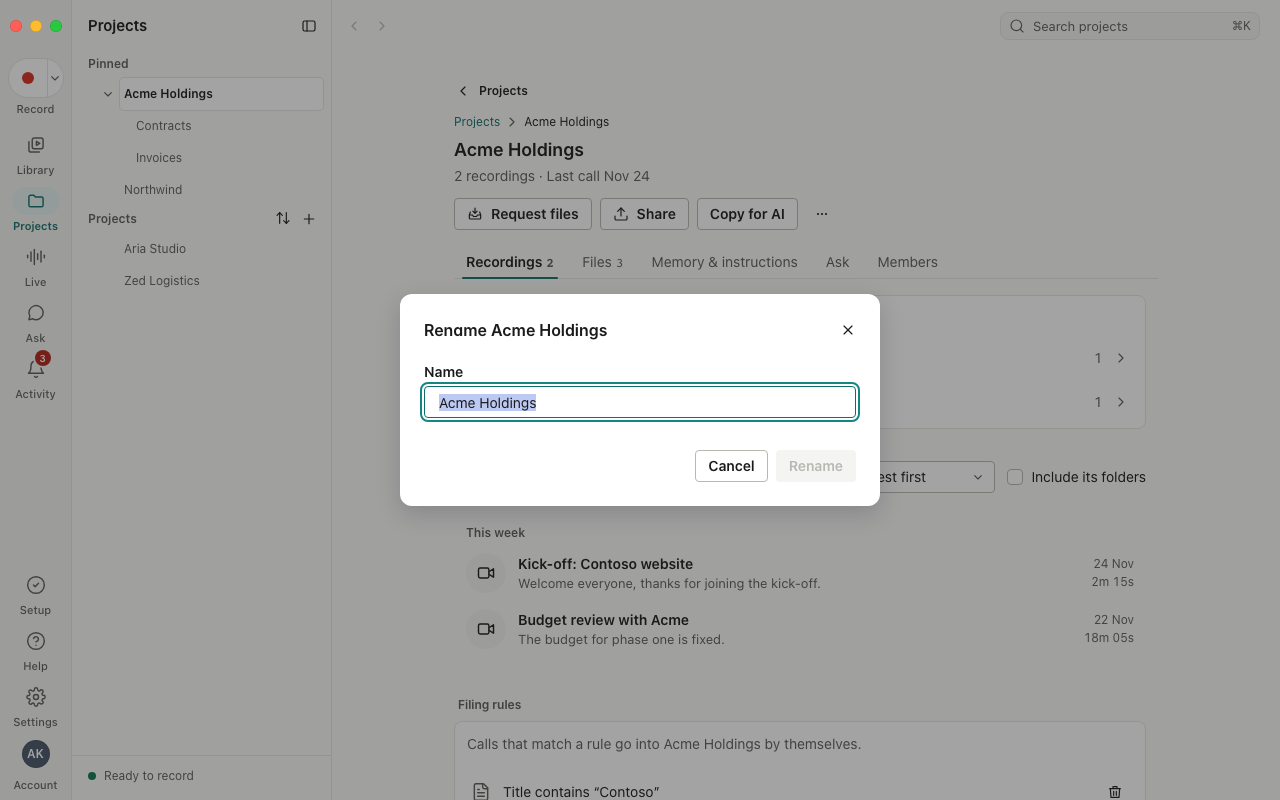 Projects
Search projects
⌘K
Record
Library
Projects
Live
Ask
3
Activity
Setup
Help
Settings
AK
Account
Pinned
Acme Holdings
Contracts
Invoices
Northwind
Projects
Aria Studio
Zed Logistics
Ready to record
Projects
Projects
Acme Holdings
Acme Holdings
2 recordings · Last call Nov 24
Request files
Share
Copy for AI
Recordings 2
Files 3
Memory & instructions
Ask
Members
1
1
Rename Acme Holdings
Name
Acme Holdings
Cancel
Rename
first
Include its folders
This week
Kick-off: Contoso website
24 Nov
Welcome everyone, thanks for joining the kick-off.
2m 15s
Budget review with Acme
22 Nov
The budget for phase one is fixed.
18m 05s
Filing rules
Calls that match a rule go into Acme Holdings by themselves.
Title contains “Contoso”